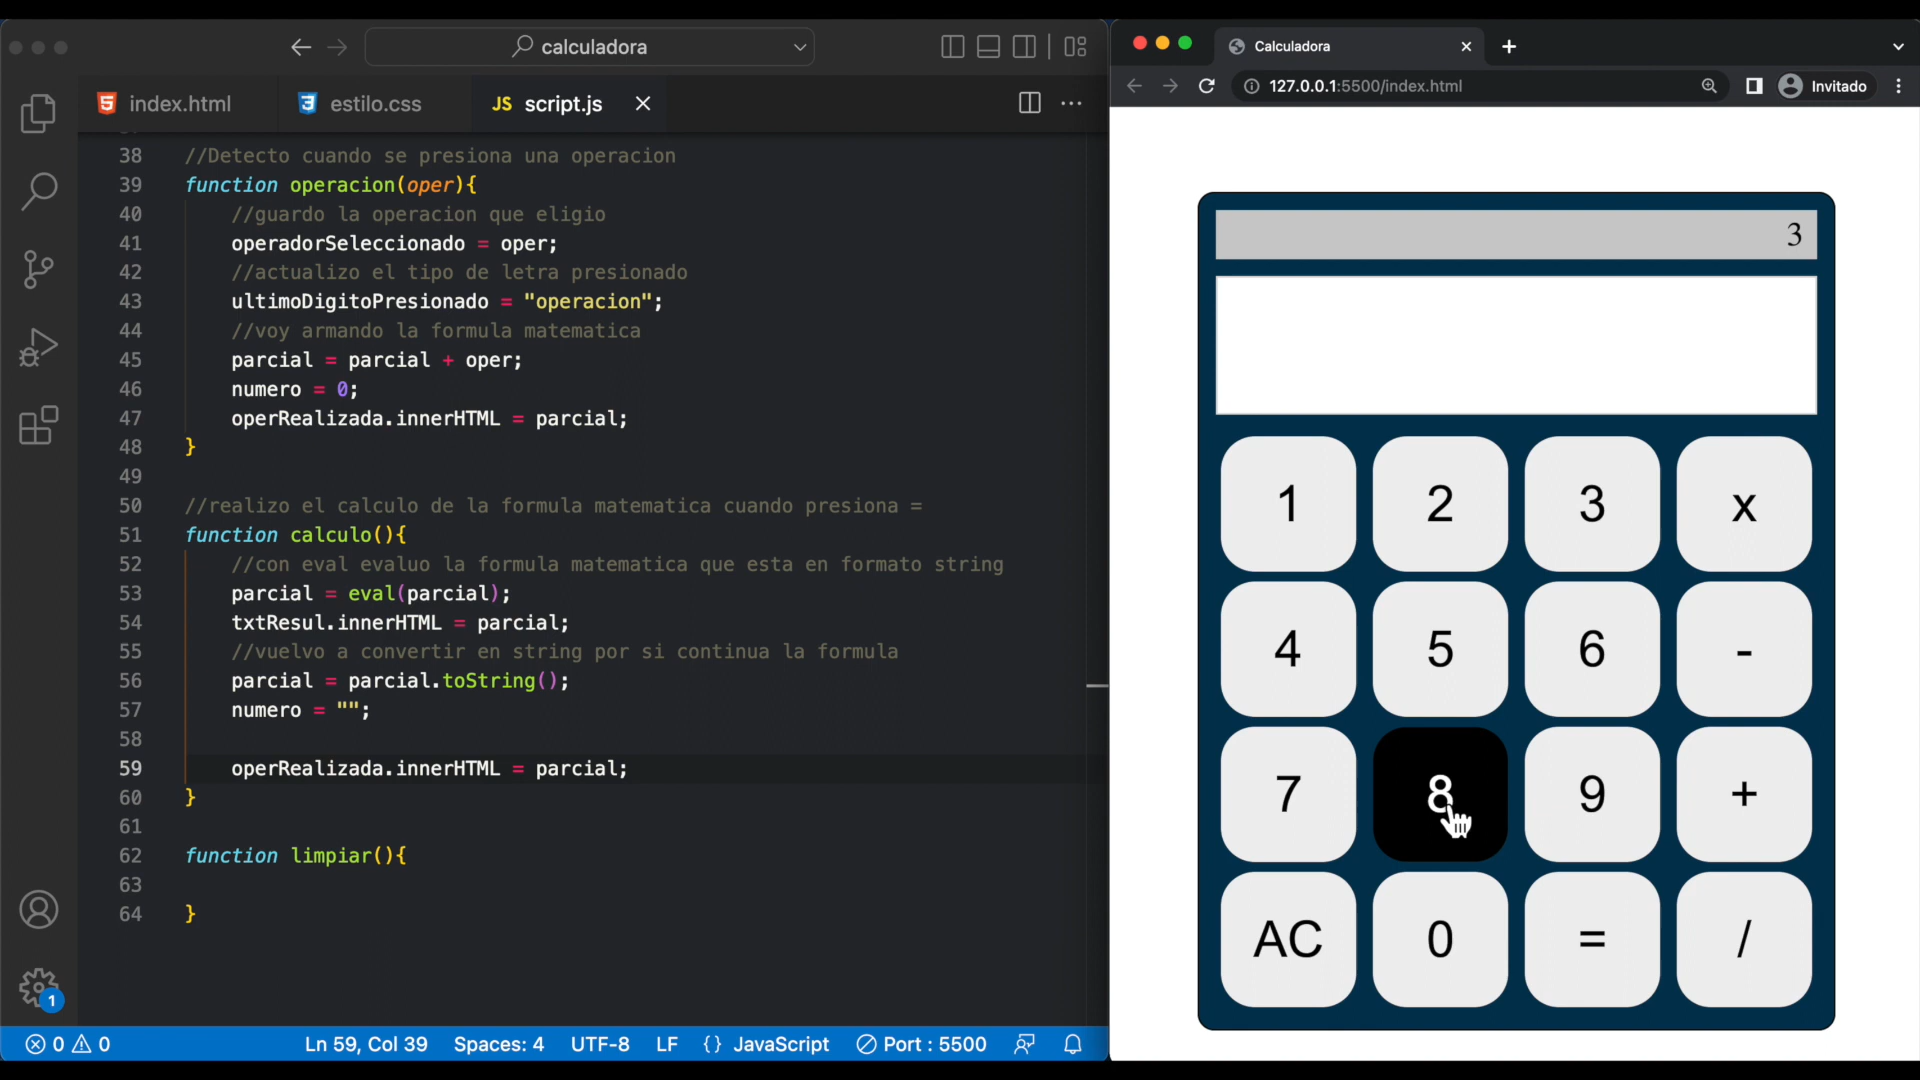 calculadora
index.html
estilo.css
JS script.js
38 //Detecto cuando se presiona una operacion
39 function operacion(oper){
40 //guardo la operacion que eligio
41 operadorSeleccionado = oper;
42 //actualizo el tipo de letra presionado
43 ultimoDigitoPresionado = "operacion";
44 //voy armando la formula matematica
45 parcial = parcial + oper;
46 numero = 0;
47 operRealizada.innerHTML = parcial;
48 }
49
50 //realizo el calculo de la formula matematica cuando presiona =
51 function calculo(){
52 //con eval evaluo la formula matematica que esta en formato string
53 parcial = eval(parcial);
54 txtResul.innerHTML = parcial;
55 //vuelvo a convertir en string por si continua la formula
56 parcial = parcial.toString();
57 numero = "";
58
59 operRealizada.innerHTML = parcial;
60 }
61
62 function limpiar(){
63
64 }
1
0 0 Ln 59, Col 39 Spaces: 4 UTF-8 LF {} JavaScript Port : 5500
Calculadora
127.0.0.1:5500/index.html Invitado
3
1 2 3 x
4 5 6 -
7 8 9 +
AC 0 = /